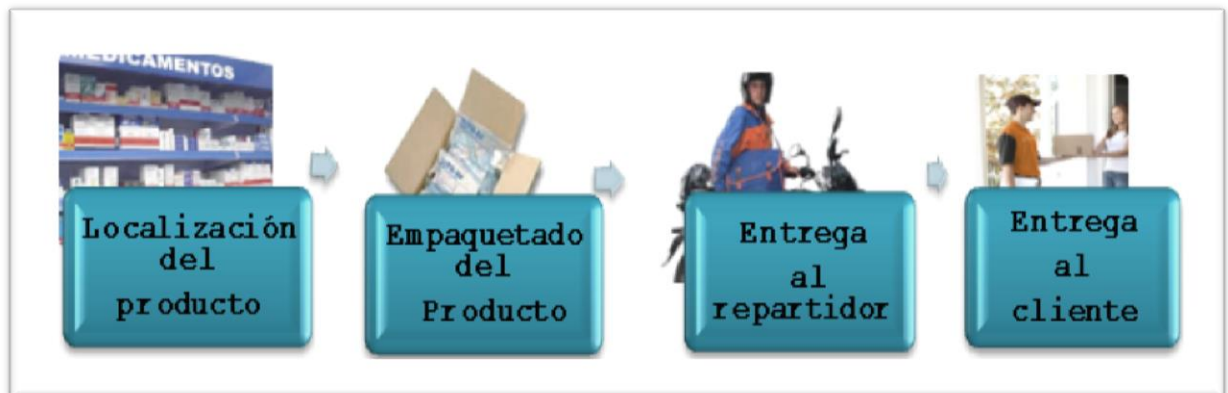 MEDICAMENTOS
Localización
del
producto
Empaquetado
del
Producto
Entrega
al
repartidor
Entrega
al
cliente